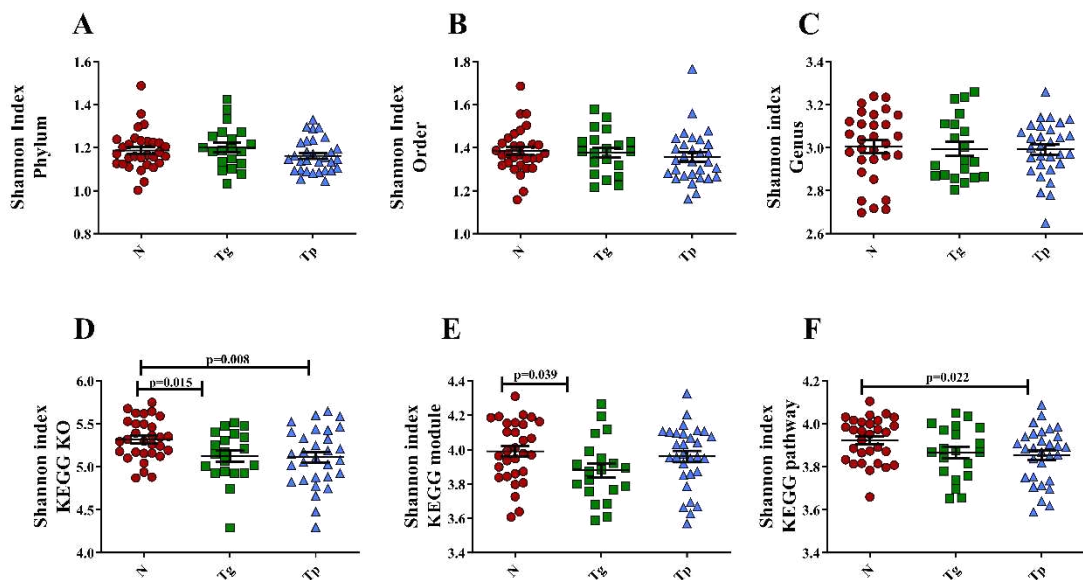 A
B
C
Shannon Index
Phylum
1.6
1.4
1.2
1.0
0.8
N
Tg
Tp
Shannon Index
Order
1.8
1.6
1.4
1.2
1.0
N
Tg
Tp
Shannon index
Genus
3.4
3.2
3.0
2.8
2.6
N
Tg
Tp
D
E
F
Shannon index
KEGG KO
6.0
5.5
5.0
4.5
4.0
p=0.008
p=0.015
N
Tg
Tp
Shannon index
KEGG module
4.4
4.2
4.0
3.8
3.6
3.4
p=0.039
N
Tg
Tp
Shannon index
KEGG pathway
4.2
4.0
3.8
3.6
3.4
p=0.022
N
Tg
Tp